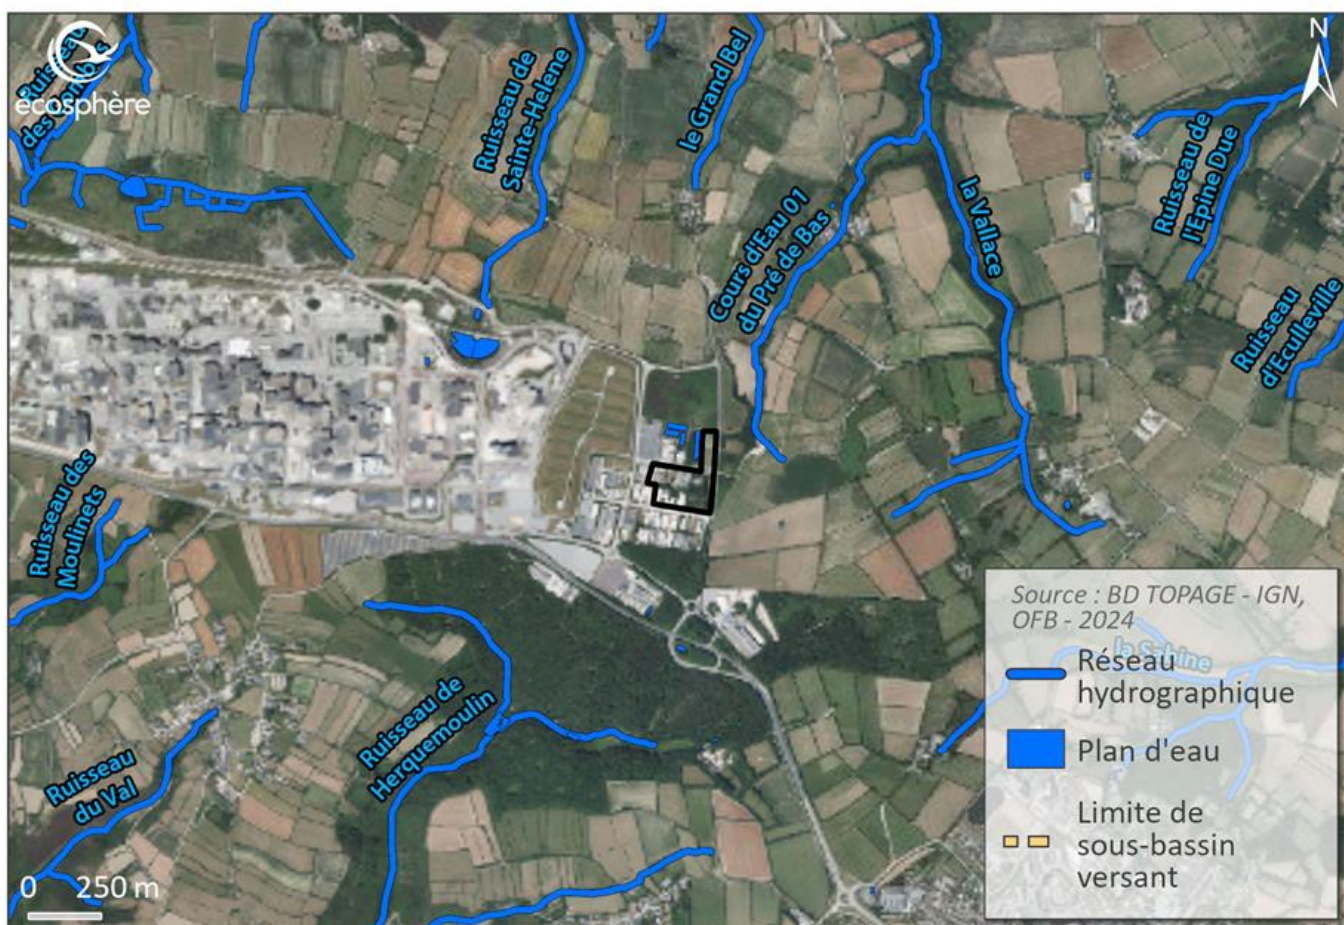 Ruisseau
des
écosphère
Ruisseau de
Sainte-Helene
le Grand Bel
Cours d'Eau 01
du Pré de Bas
la Vallace
Ruisseau de
l'Epine Due
N
Ruisseau
d'Eculleville
Ruisseau des
Moulinets
Ruisseau de
Herquemoulin
Ruisseau
du Val
0 250 m
Source : BD TOPAGE - IGN,
OFB - 2024
la Sabine
Réseau
hydrographique
Plan d'eau
Limite de
sous-bassin
versant